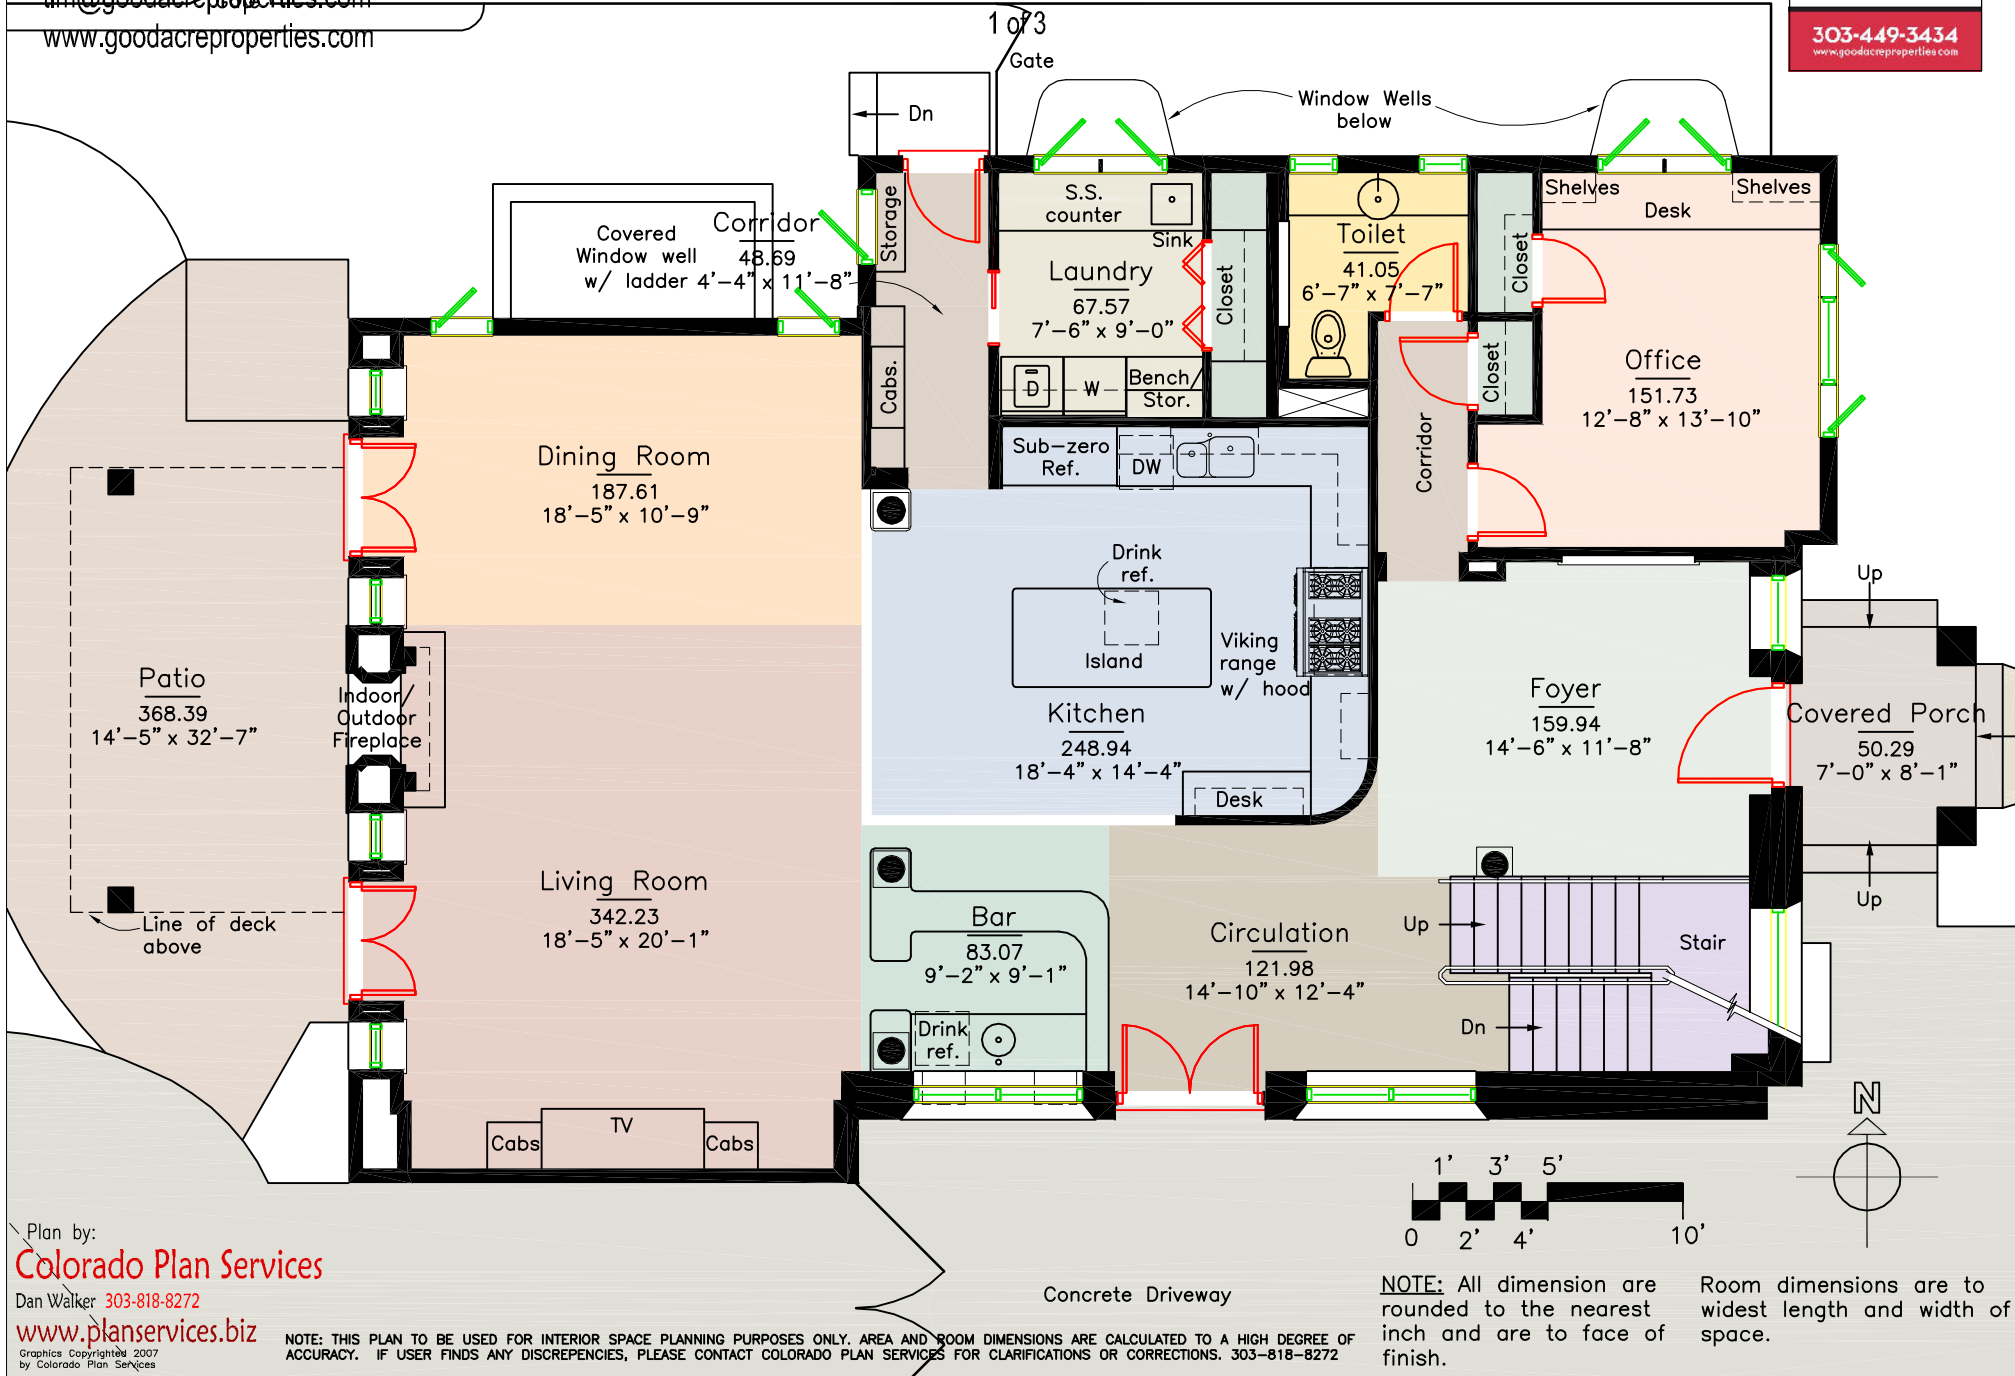 www.goodacreproperties.com
1 of 3
Gate
303-449-3434
www.goodacreproperties.com
Dn
Window Wells
below
Storage
S.S.
counter
Sink
Shelves
Desk
Shelves
Covered
Window well
w/ ladder
Corridor
48.69
4'-4" x 11'-8"
Laundry
67.57
7'-6" x 9'-0"
Closet
Toilet
41.05
6'-7" x 7'-7"
Closet
Closet
Office
151.73
12'-8" x 13'-10"
Cabs.
D
W
Bench/
Stor.
Corridor
Dining Room
187.61
18'-5" x 10'-9"
Sub-zero
Ref.
DW
Drink
ref.
Island
Viking
range
w/ hood
Kitchen
248.94
18'-4" x 14'-4"
Desk
Up
Patio
368.39
14'-5" x 32'-7"
Indoor/
Outdoor
Fireplace
Foyer
159.94
14'-6" x 11'-8"
Covered Porch
50.29
7'-0" x 8'-1"
Up
Line of deck
above
Living Room
342.23
18'-5" x 20'-1"
Bar
83.07
9'-2" x 9'-1"
Drink
ref.
Circulation
121.98
14'-10" x 12'-4"
Up
Stair
Dn
Cabs
TV
Cabs
N
1' 3' 5'
0 2' 4' 10'
Plan by:
Colorado Plan Services
Dan Walker 303-818-8272
www.planservices.biz
Graphics Copyrighted 2007
by Colorado Plan Services
Concrete Driveway
NOTE: THIS PLAN TO BE USED FOR INTERIOR SPACE PLANNING PURPOSES ONLY. AREA AND ROOM DIMENSIONS ARE CALCULATED TO A HIGH DEGREE OF
ACCURACY. IF USER FINDS ANY DISCREPENCIES, PLEASE CONTACT COLORADO PLAN SERVICES FOR CLARIFICATIONS OR CORRECTIONS. 303-818-8272
NOTE: All dimension are
rounded to the nearest
inch and are to face of
finish.
Room dimensions are to
widest length and width of
space.